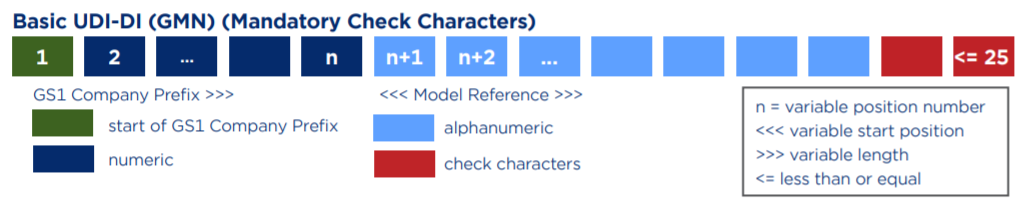 Basic UDI-DI (GMN) (Mandatory Check Characters)
1 2 ... n n+1 n+2 ... <= 25
GS1 Company Prefix >>> <<< Model Reference >>>
start of GS1 Company Prefix
numeric
alphanumeric
check characters
n = variable position number
<<< variable start position
>>> variable length
<= less than or equal